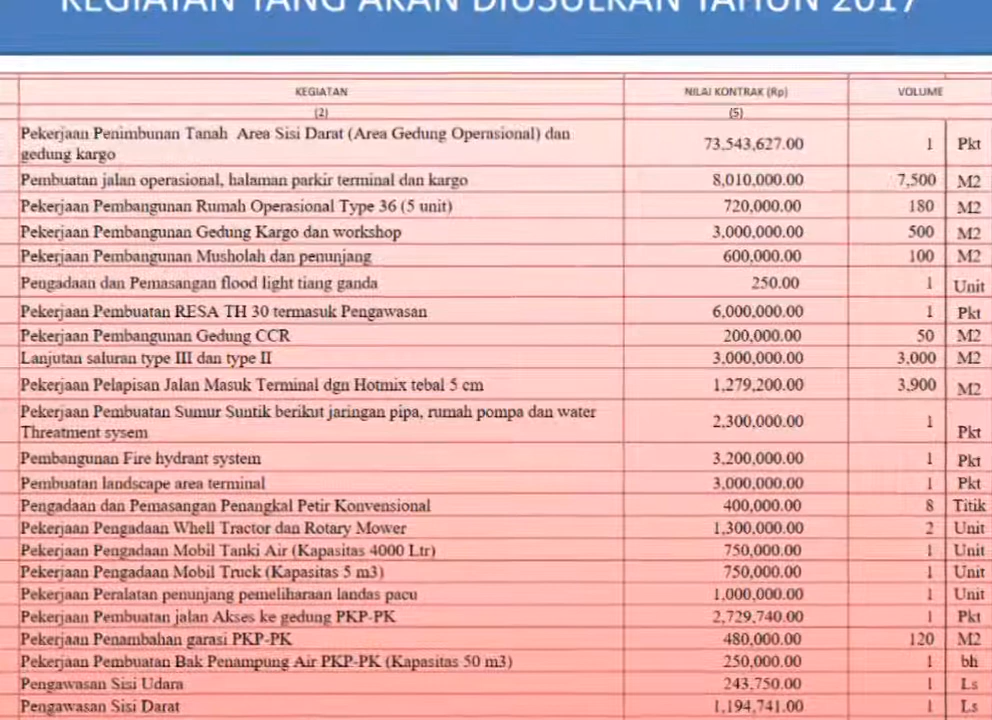 KEGIATAN YANG AKAN DIUSULKAN TAHUN 2017
KEGIATAN NILAI KONTRAK (Rp) VOLUME
(2) (5)
Pekerjaan Penimbunan Tanah Area Sisi Darat (Area Gedung Operasional) dan
gedung kargo 73,543,627.00 1 Pkt
Pembuatan jalan operasional, halaman parkir terminal dan kargo 8,010,000.00 7,500 M2
Pekerjaan Pembangunan Rumah Operasional Type 36 (5 unit) 720,000.00 180 M2
Pekerjaan Pembangunan Gedung Kargo dan workshop 3,000,000.00 500 M2
Pekerjaan Pembangunan Musholah dan penunjang 600,000.00 100 M2
Pengadaan dan Pemasangan flood light tiang ganda 250.00 1 Unit
Pekerjaan Pembuatan RESA TH 30 termasuk Pengawasan 6,000,000.00 1 Pkt
Pekerjaan Pembangunan Gedung CCR 200,000.00 50 M2
Lanjutan saluran type III dan type II 3,000,000.00 3,000 M2
Pekerjaan Pelapisan Jalan Masuk Terminal dgn Hotmix tebal 5 cm 1,279,200.00 3,900 M2
Pekerjaan Pembuatan Sumur Suntik berikut jaringan pipa, rumah pompa dan water
Threatment sysem 2,300,000.00 1 Pkt
Pembangunan Fire hydrant system 3,200,000.00 1 Pkt
Pembuatan landscape area terminal 3,000,000.00 1 Pkt
Pengadaan dan Pemasangan Penangkal Petir Konvensional 400,000.00 8 Titik
Pekerjaan Pengadaan Whell Tractor dan Rotary Mower 1,300,000.00 2 Unit
Pekerjaan Pengadaan Mobil Tanki Air (Kapasitas 4000 Ltr) 750,000.00 1 Unit
Pekerjaan Pengadaan Mobil Truck (Kapasitas 5 m3) 750,000.00 1 Unit
Pekerjaan Peralatan penunjang pemeliharaan landas pacu 1,000,000.00 1 Unit
Pekerjaan Pembuatan jalan Akses ke gedung PKP-PK 2,729,740.00 1 Pkt
Pekerjaan Penambahan garasi PKP-PK 480,000.00 120 M2
Pekerjaan Pembuatan Bak Penampung Air PKP-PK (Kapasitas 50 m3) 250,000.00 1 bh
Pengawasan Sisi Udara 243,750.00 1 Ls
Pengawasan Sisi Darat 1,194,741.00 1 Ls